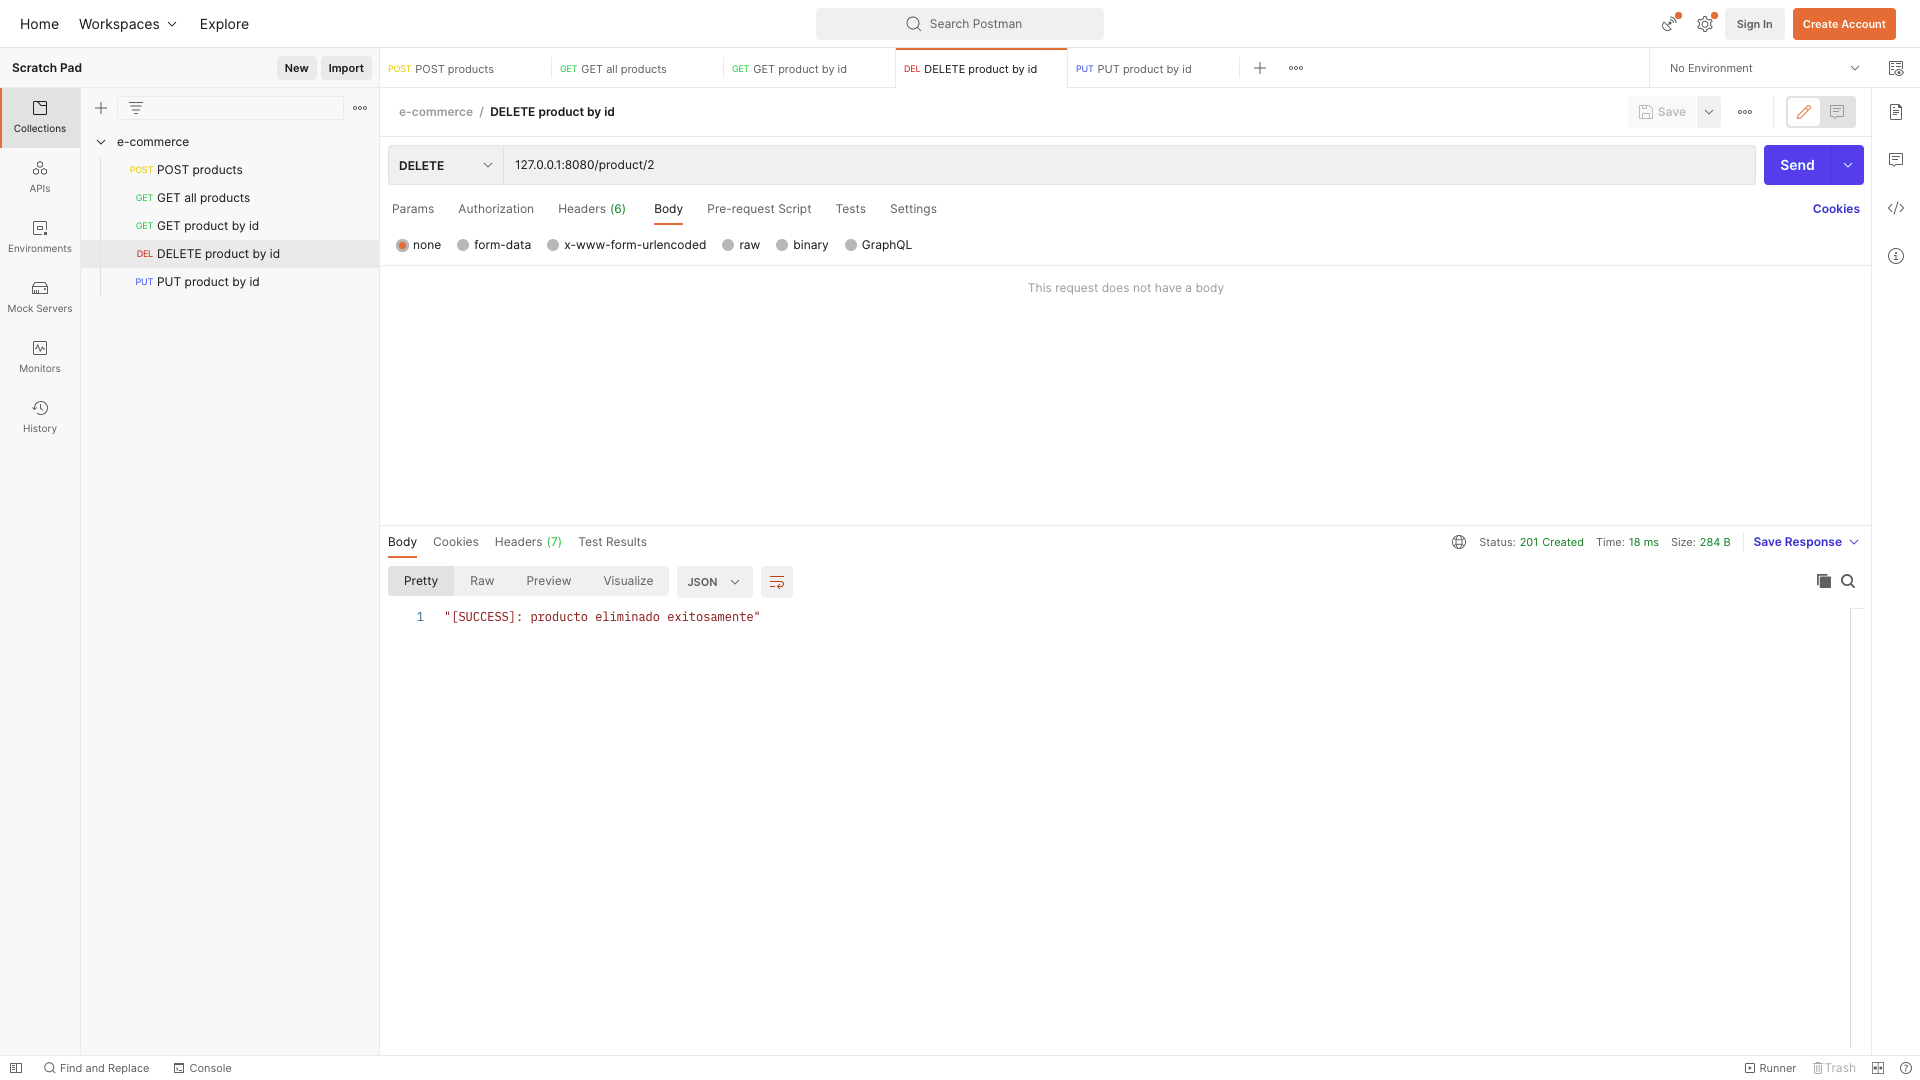 Home Workspaces Explore Search Postman Sign In Create Account
Scratch Pad New Import
POST POST products GET GET all products GET GET product by id DEL DELETE product by id PUT PUT product by id No Environment
Collections
APIs
Environments
Mock Servers
Monitors
History
e-commerce
POST POST products
GET GET all products
GET GET product by id
DEL DELETE product by id
PUT PUT product by id
e-commerce / DELETE product by id Save
DELETE 127.0.0.1:8080/product/2 Send
Params Authorization Headers (6) Body Pre-request Script Tests Settings Cookies
none form-data x-www-form-urlencoded raw binary GraphQL
This request does not have a body
Body Cookies Headers (7) Test Results Status: 201 Created Time: 18 ms Size: 284 B Save Response
Pretty Raw Preview Visualize JSON
1 "[SUCCESS]: producto eliminado exitosamente"
Find and Replace Console Runner Trash